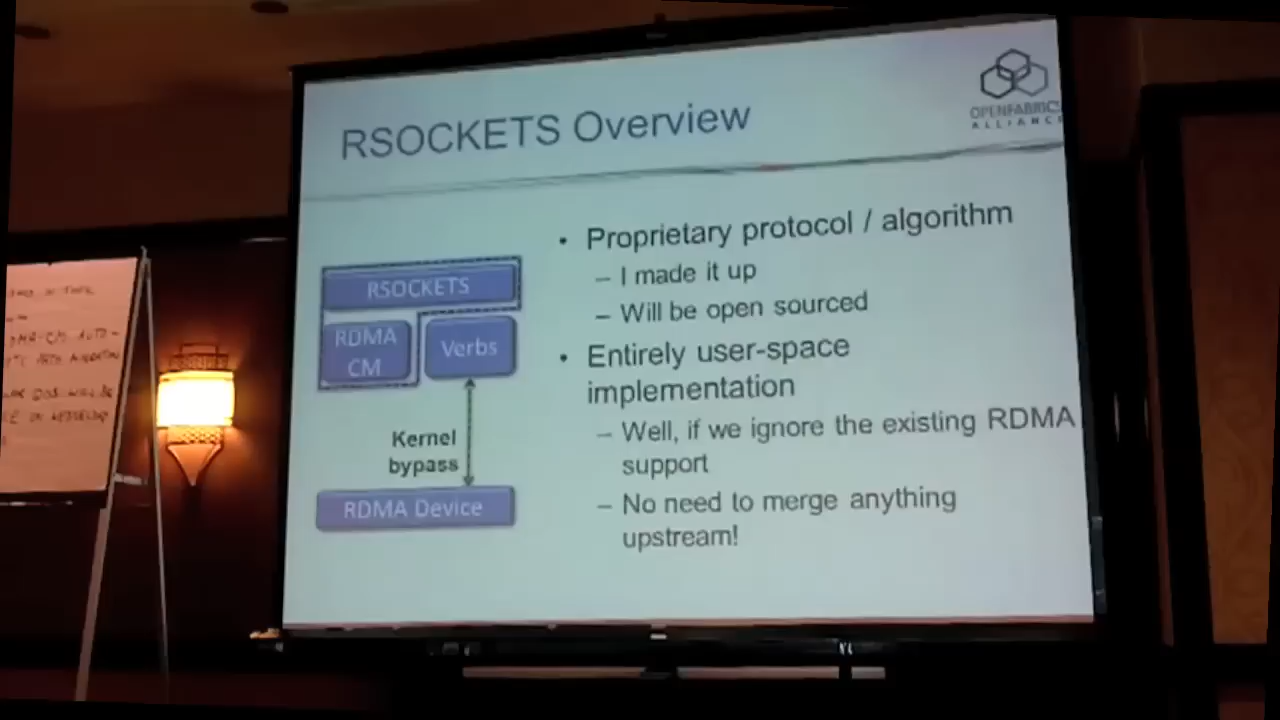 RSOCKETS Overview
OPENFABRICS
ALLIANCE
RSOCKETS
RDMA
CM
Verbs
Kernel
bypass
RDMA Device
• Proprietary protocol / algorithm
– I made it up
– Will be open sourced
• Entirely user-space
implementation
– Well, if we ignore the existing RDMA
support
– No need to merge anything
upstream!